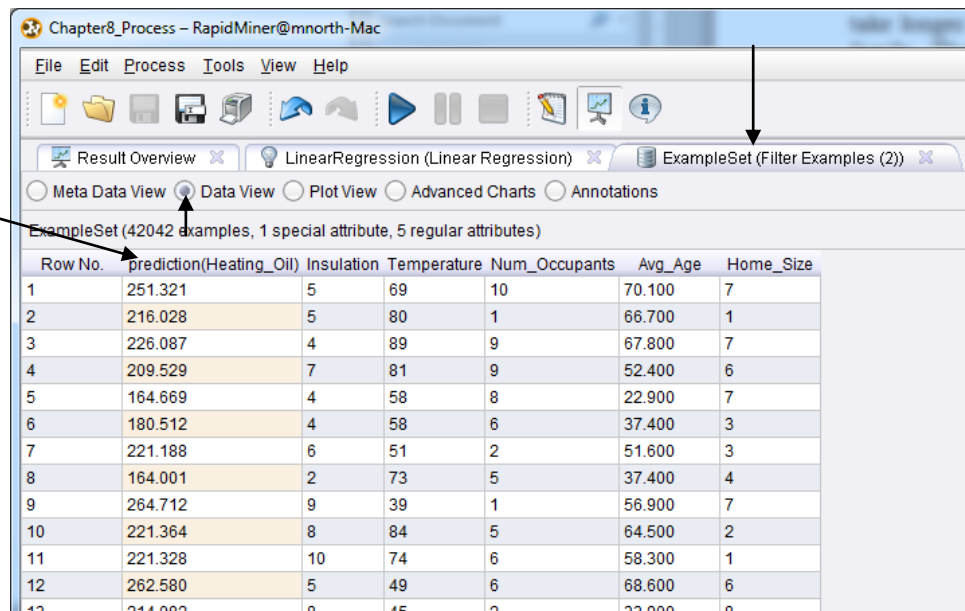 Chapter8_Process – RapidMiner@mnorth-Mac
File Edit Process Tools View Help
Result Overview LinearRegression (Linear Regression) ExampleSet (Filter Examples (2))
Meta Data View Data View Plot View Advanced Charts Annotations
ExampleSet (42042 examples, 1 special attribute, 5 regular attributes)
Row No. prediction(Heating_Oil) Insulation Temperature Num_Occupants Avg_Age Home_Size
1 251.321 5 69 10 70.100 7
2 216.028 5 80 1 66.700 1
3 226.087 4 89 9 67.800 7
4 209.529 7 81 9 52.400 6
5 164.669 4 58 8 22.900 7
6 180.512 4 58 6 37.400 3
7 221.188 6 51 2 51.600 3
8 164.001 2 73 5 37.400 4
9 264.712 9 39 1 56.900 7
10 221.364 8 84 5 64.500 2
11 221.328 10 74 6 58.300 1
12 262.580 5 49 6 68.600 6